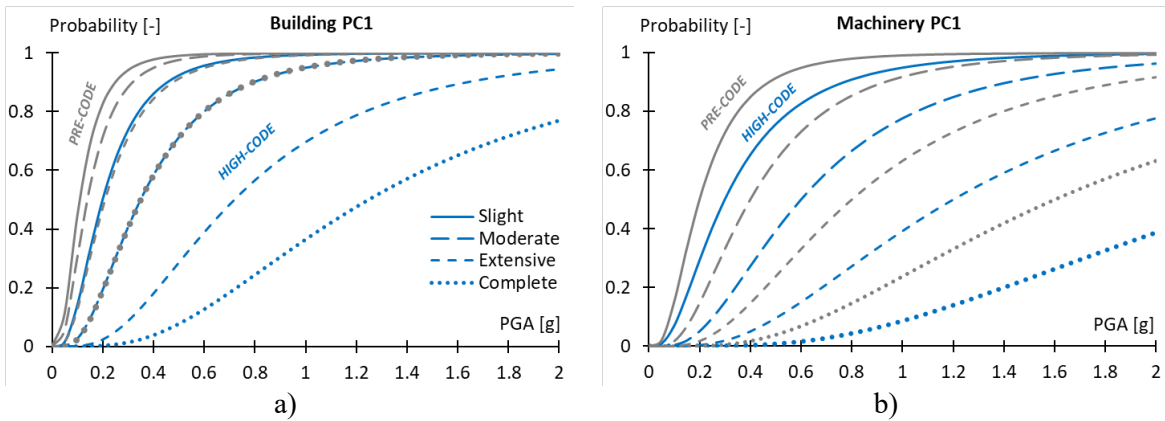 Probability [-]
Building PC1
1
0.8
0.6
0.4
0.2
0
PRE-CODE
HIGH-CODE
Slight
Moderate
Extensive
Complete
PGA [g]
0 0.2 0.4 0.6 0.8 1 1.2 1.4 1.6 1.8 2
a)
Probability [-]
Machinery PC1
1
0.8
0.6
0.4
0.2
0
PRE-CODE
HIGH-CODE
PGA [g]
0 0.2 0.4 0.6 0.8 1 1.2 1.4 1.6 1.8 2
b)